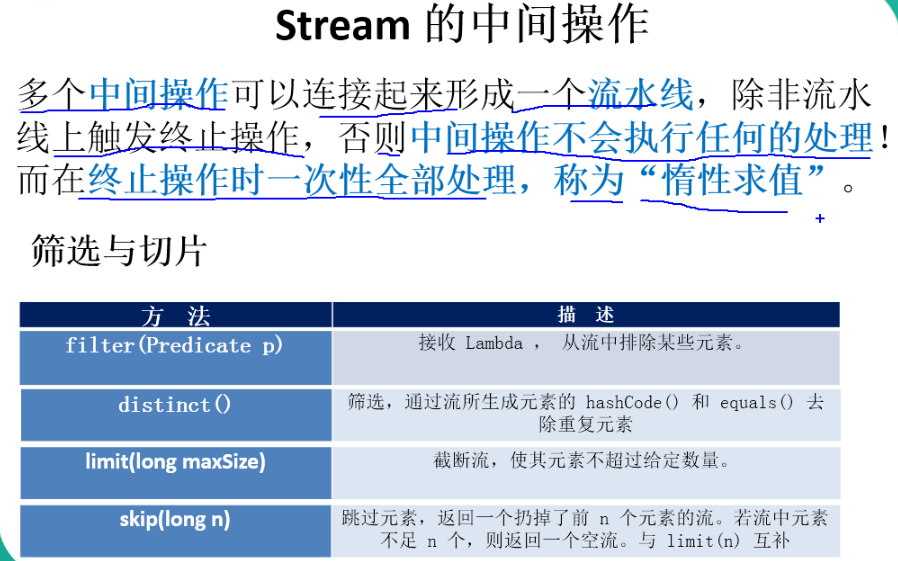 Stream 的中间操作
多个中间操作可以连接起来形成一个流水线，除非流水
线上触发终止操作，否则中间操作不会执行任何的处理！
而在终止操作时一次性全部处理，称为“惰性求值”。
筛选与切片
方 法 描 述
filter(Predicate p) 接收 Lambda ， 从流中排除某些元素。
distinct() 筛选，通过流所生成元素的 hashCode() 和 equals() 去
除重复元素
limit(long maxSize) 截断流，使其元素不超过给定数量。
skip(long n) 跳过元素，返回一个扔掉了前 n 个元素的流。若流中元素
不足 n 个，则返回一个空流。与 limit(n) 互补